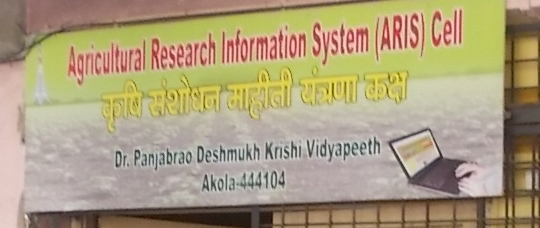 Agricultural Research Information System (ARIS) Cell
कृषि संशोधन माहीती यंत्रणा कक्ष
Dr. Panjabrao Deshmukh Krishi Vidyapeeth
Akola-444104